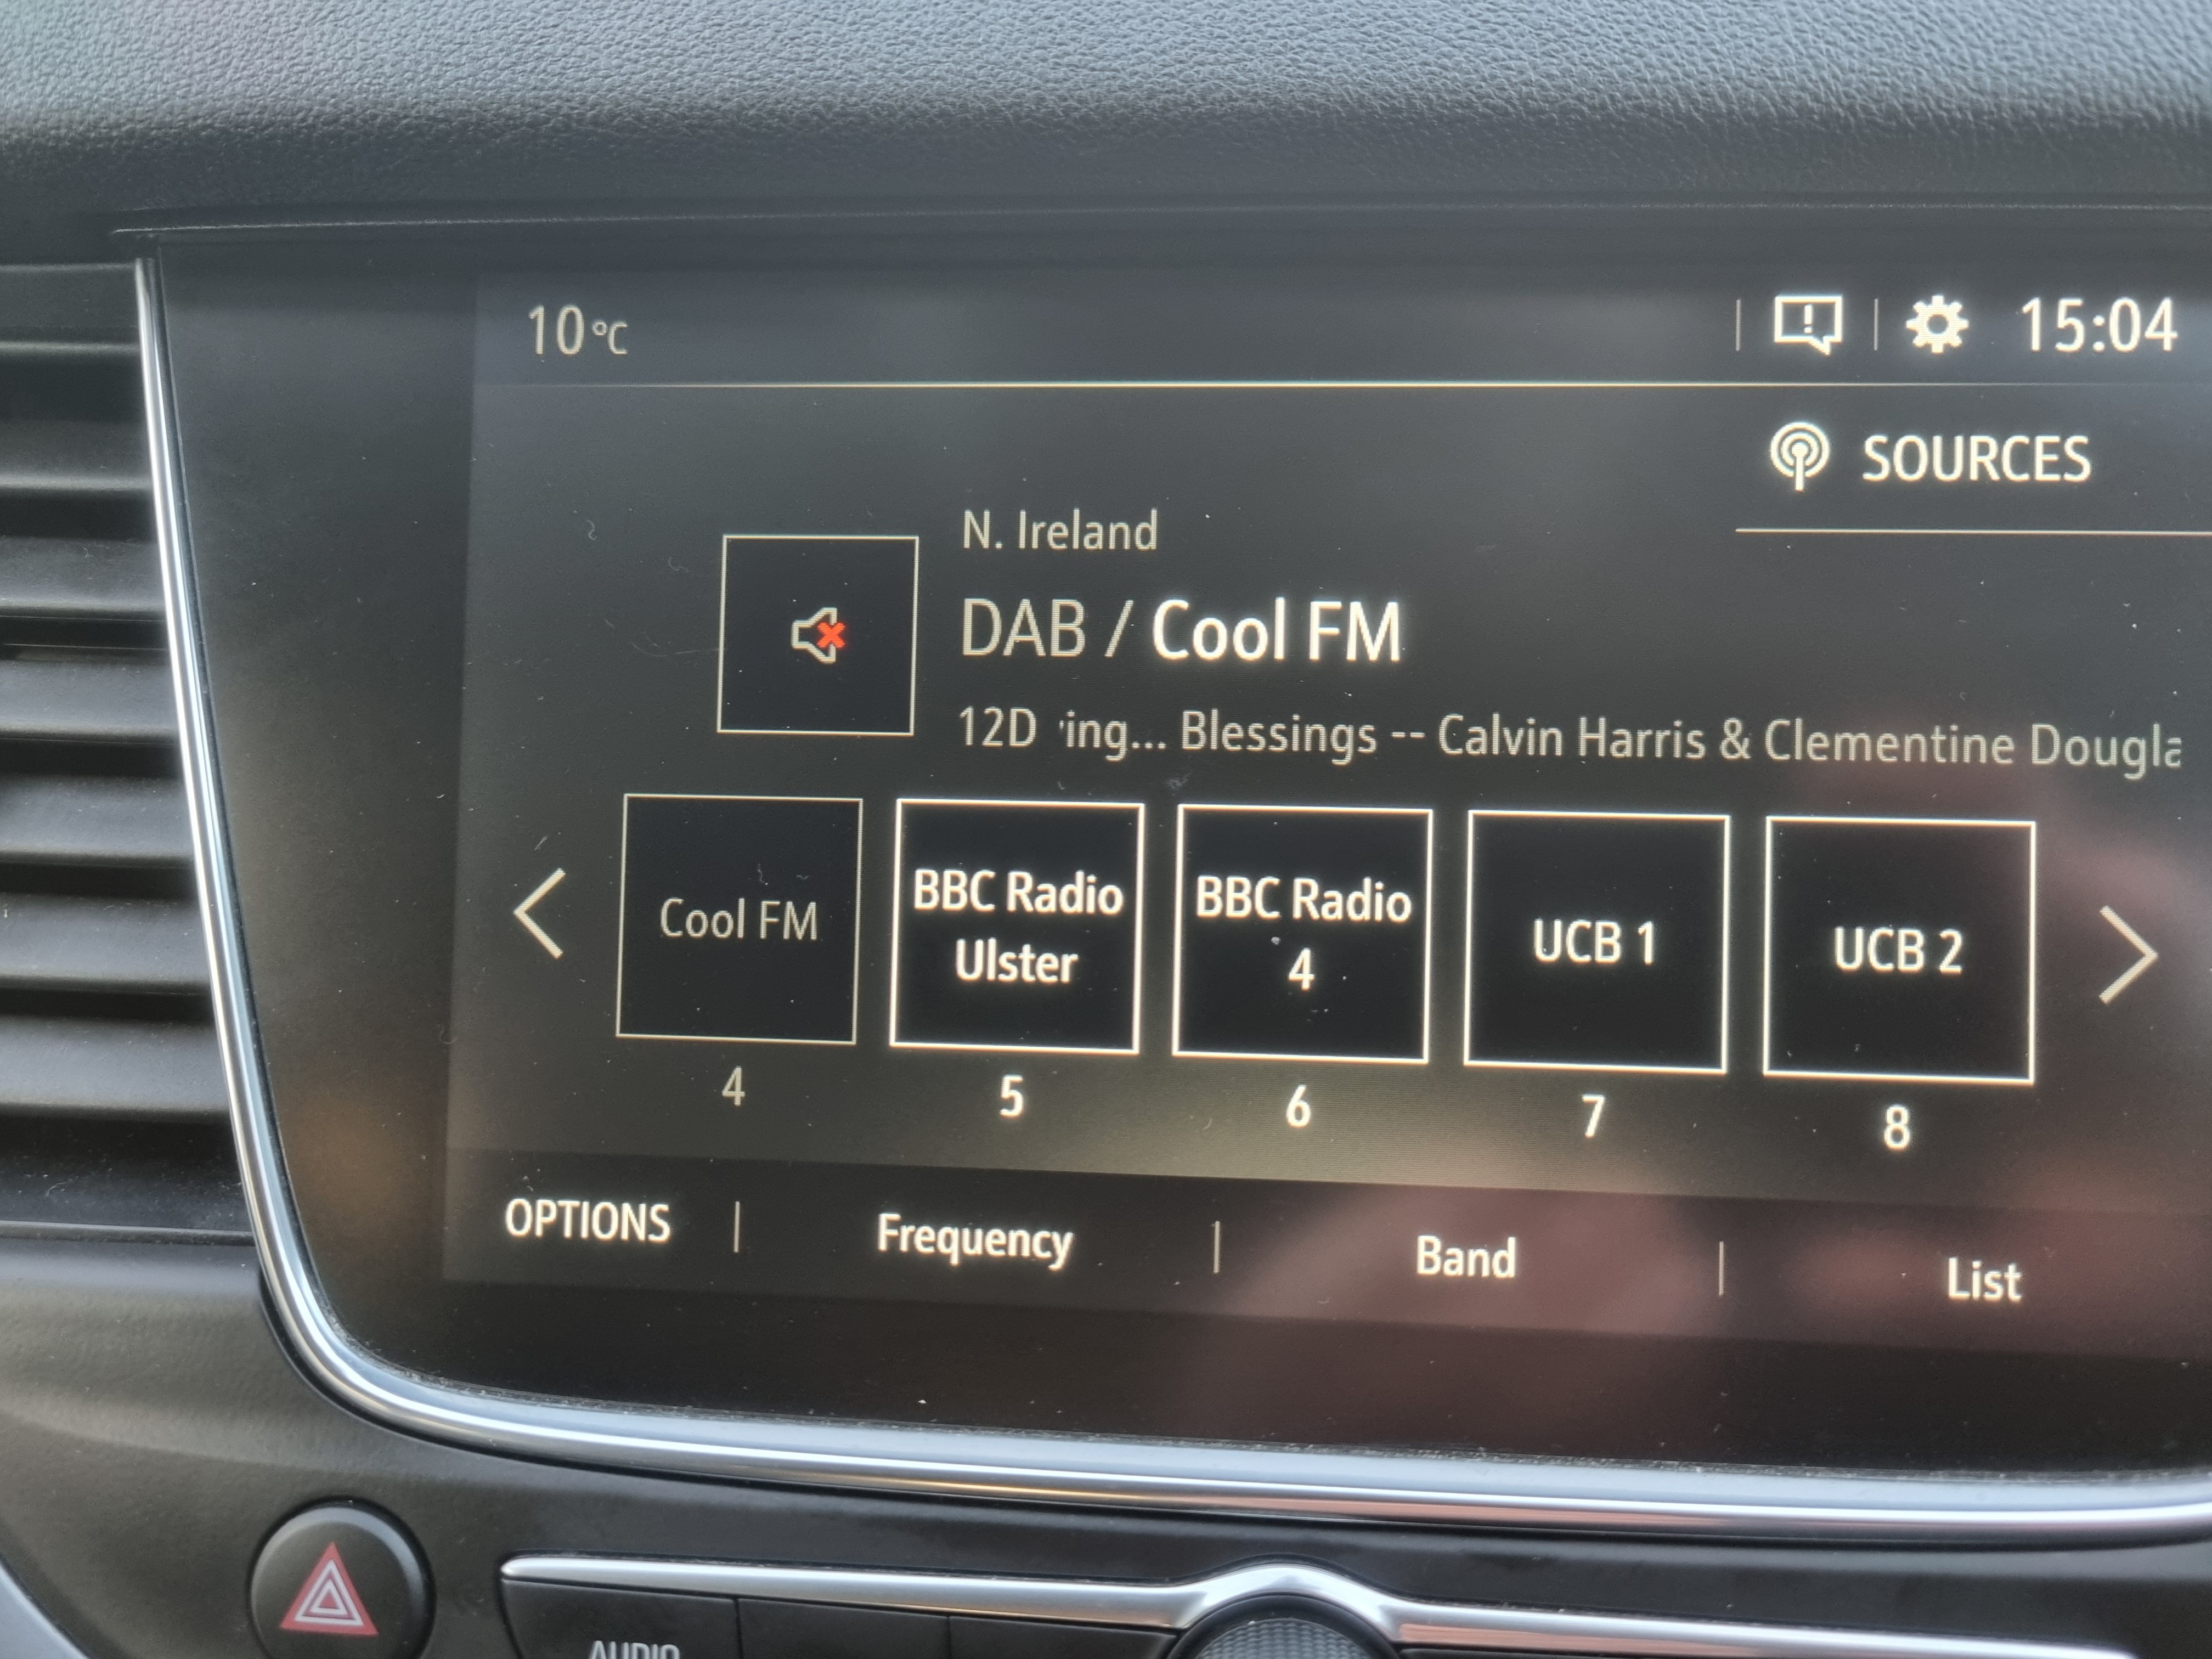 10°C
15:04
SOURCES
N. Ireland
DAB / Cool FM
12D 'ing... Blessings -- Calvin Harris & Clementine Dougla
Cool FM
BBC Radio
Ulster
BBC Radio
4
UCB 1
UCB 2
4
5
6
7
8
OPTIONS
Frequency
Band
List
AUDIO